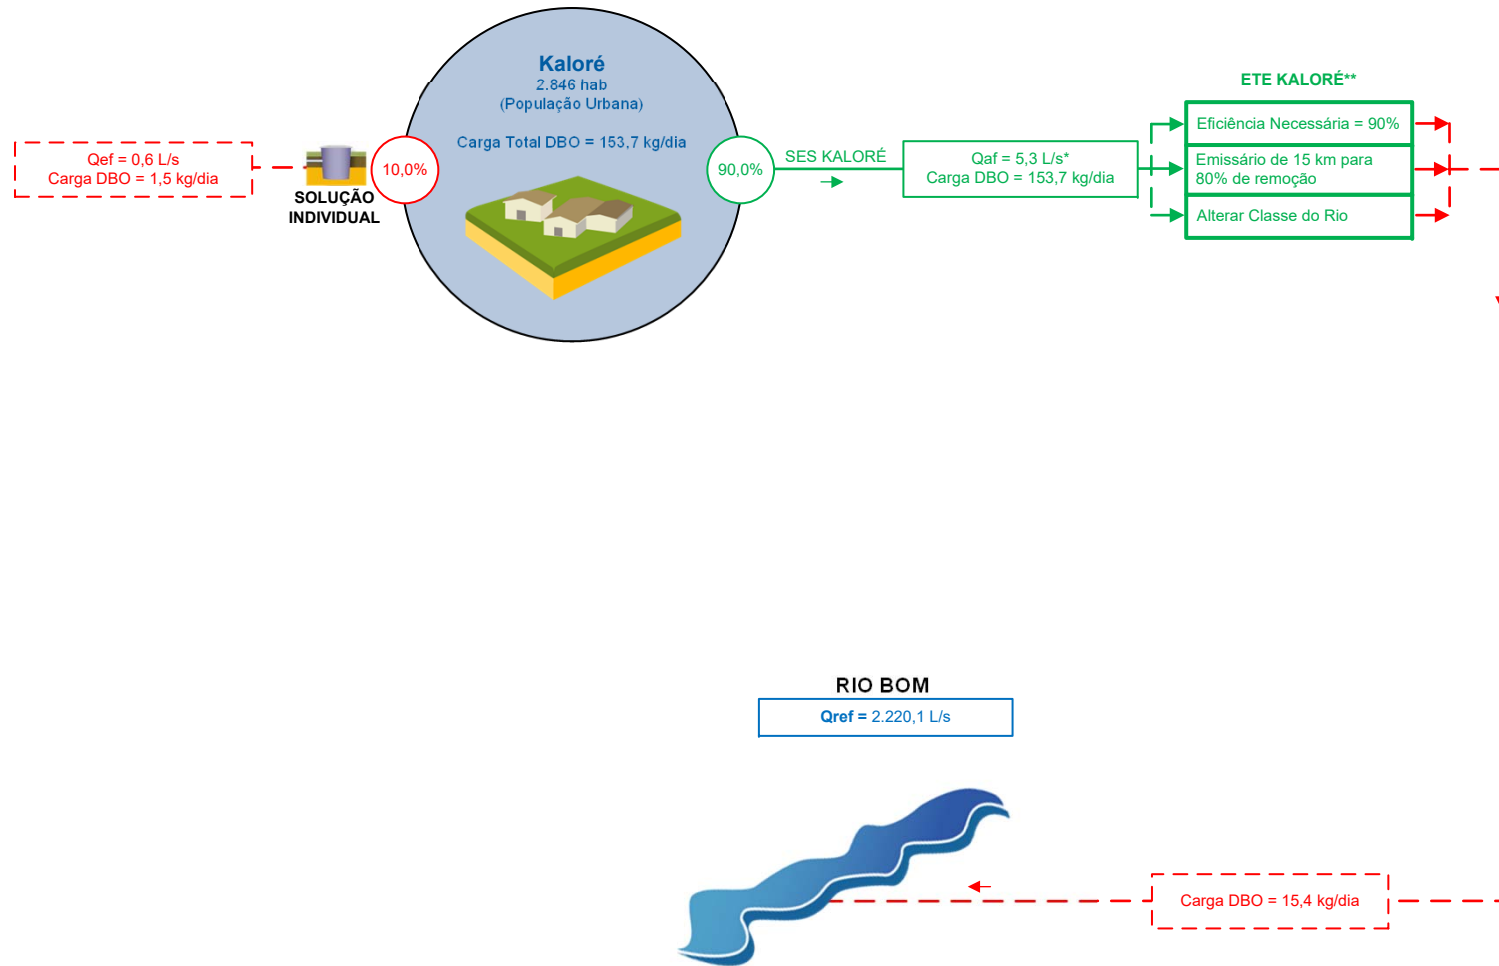 Kaloré
2.846 hab
(População Urbana)
Carga Total DBO = 153,7 kg/dia
Qef = 0,6 L/s
Carga DBO = 1,5 kg/dia
SOLUÇÃO
INDIVIDUAL
10,0%
90,0%
SES KALORÉ
Qaf = 5,3 L/s*
Carga DBO = 153,7 kg/dia
ETE KALORÉ**
Eficiência Necessária = 90%
Emissário de 15 km para
80% de remoção
Alterar Classe do Rio
RIO BOM
Qref = 2.220,1 L/s
Carga DBO = 15,4 kg/dia